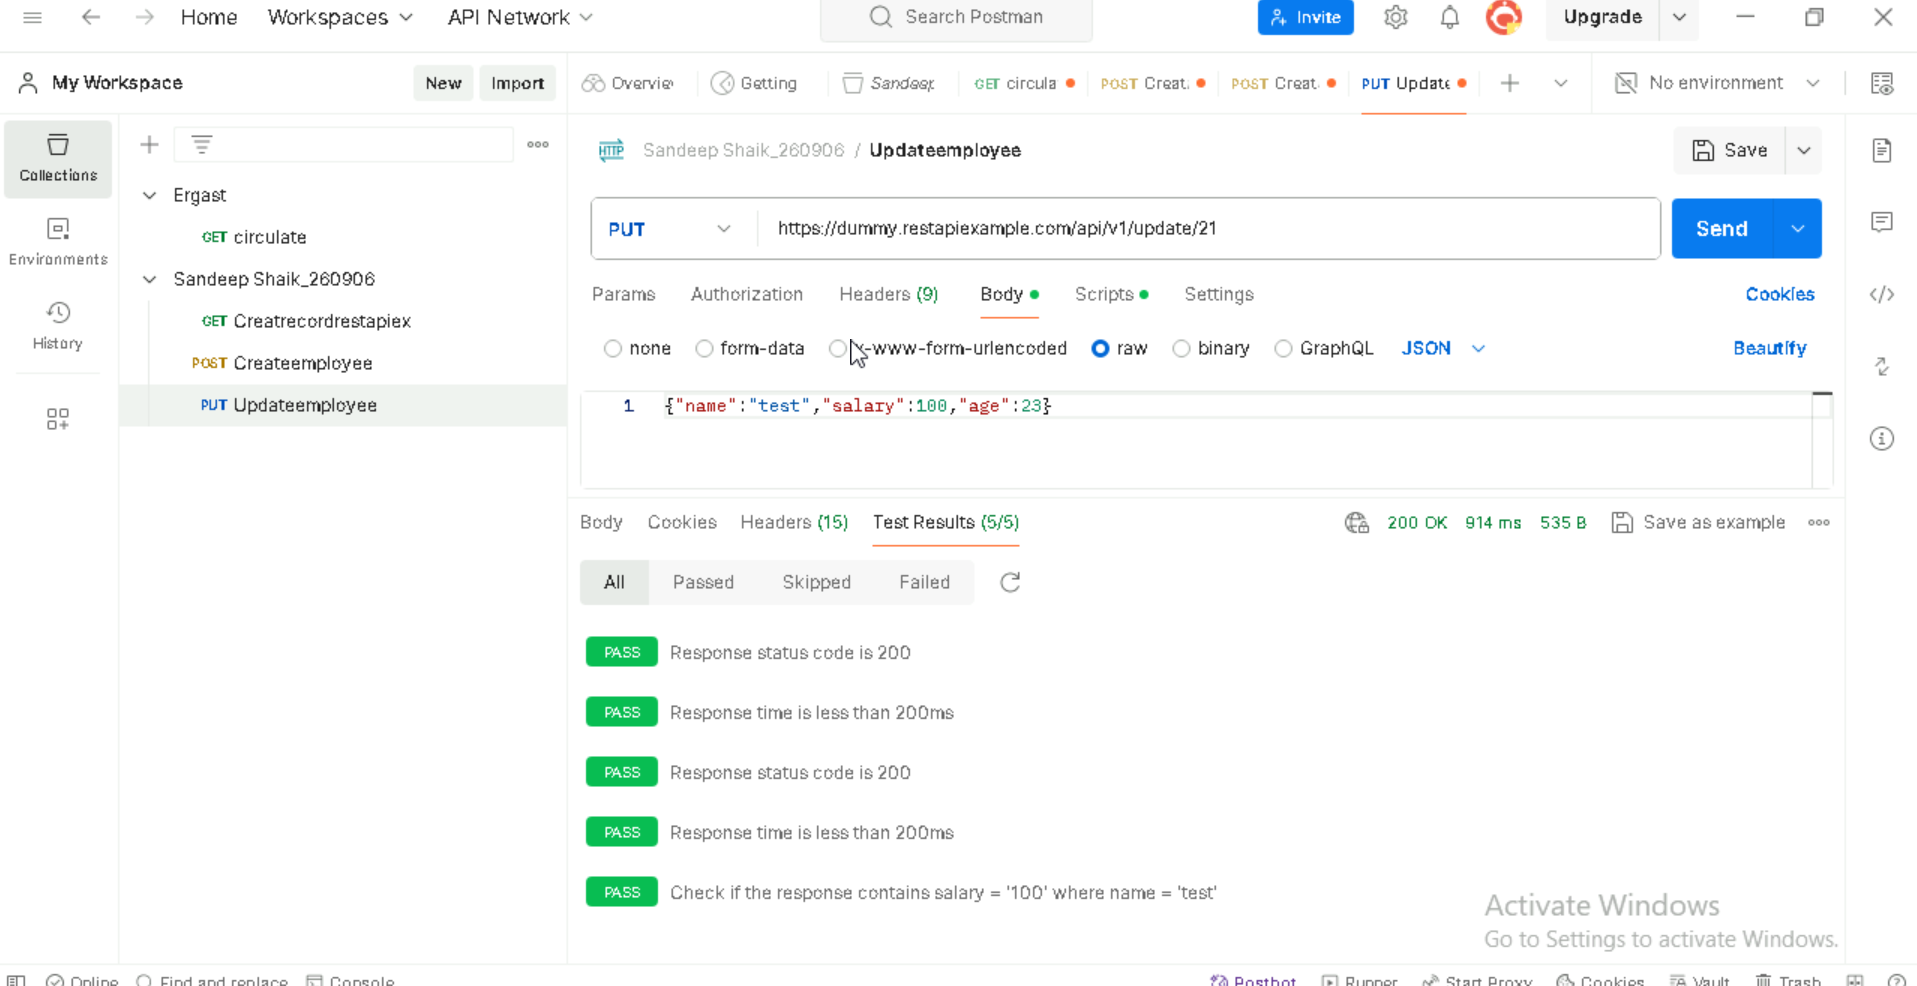 Home Workspaces API Network Search Postman Invite Upgrade
My Workspace New Import Overvie Getting Sandeep GET circula POST Creat. POST Creat. PUT Update No environment
Collections
Environments
History
Ergast
GET circulate
Sandeep Shaik_260906
GET Creatrecordrestapiex
POST Createemployee
PUT Updateemployee
HTTP Sandeep Shaik_260906 / Updateemployee Save
PUT https://dummy.restapiexample.com/api/v1/update/21 Send
Params Authorization Headers (9) Body Scripts Settings Cookies
none form-data x-www-form-urlencoded raw binary GraphQL JSON Beautify
1 {"name":"test","salary":100,"age":23}
Body Cookies Headers (15) Test Results (5/5) 200 OK 914 ms 535 B Save as example
All Passed Skipped Failed
PASS Response status code is 200
PASS Response time is less than 200ms
PASS Response status code is 200
PASS Response time is less than 200ms
PASS Check if the response contains salary = '100' where name = 'test'
Activate Windows
Go to Settings to activate Windows.
Online Find and replace Console Postbot Runner Start Proxy Cookies Vault Trash